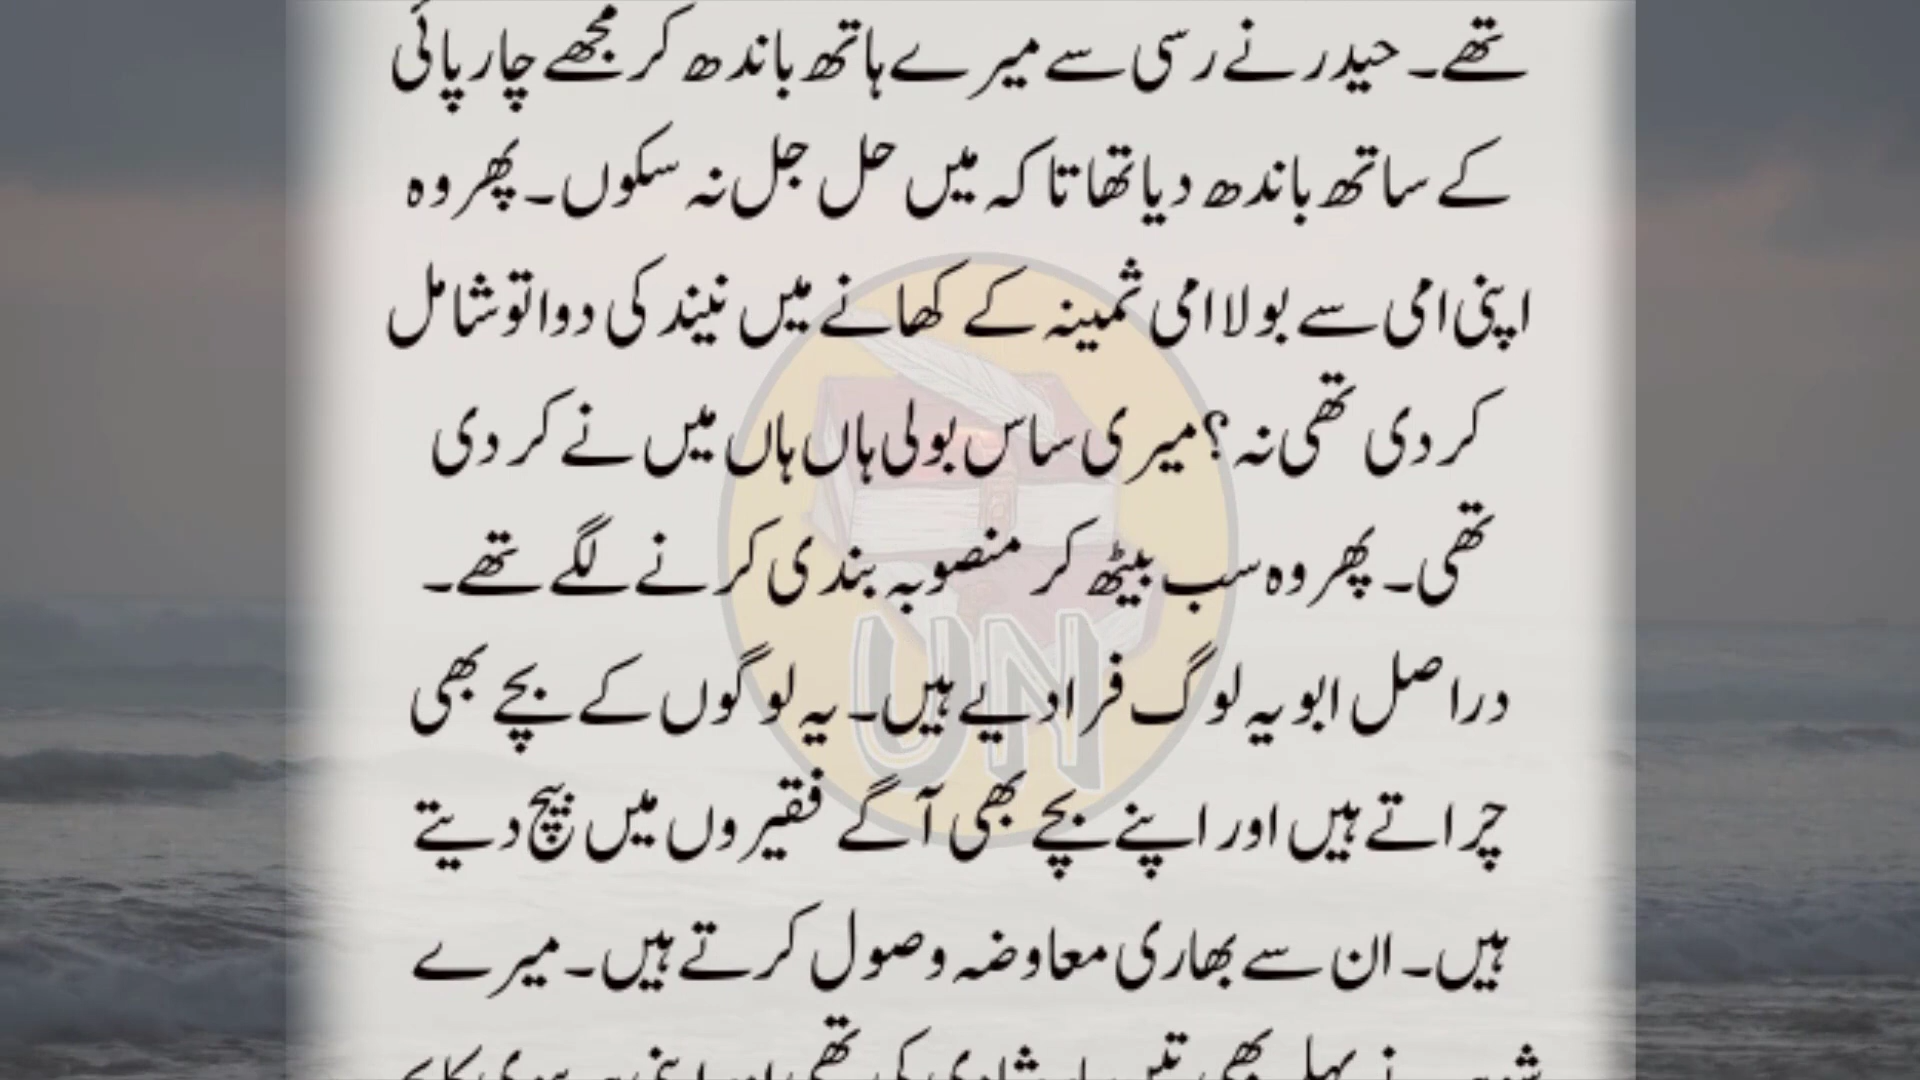 تھے۔ حیدر نے رسی سے میرے ہاتھ باندھ کر مجھے چارپائی
کے ساتھ باندھ دیا تھا تا کہ میں حل جل نہ سکوں۔ پھر وہ
اپنی امی سے بولا امی ثمینہ کے کھانے میں نیند کی دوا تو شامل
کر دی تھی نہ؟ میری ساس بولی ہاں ہاں میں نے کر دی
تھی۔ پھر وہ سب بیٹھ کر منصوبہ بندی کرنے لگے تھے۔
دراصل ابو یہ لوگ فرادیے ہیں۔ یہ لوگوں کے بچے بھی
چراتے ہیں اور اپنے بچے بھی آگے فقیروں میں بیچ دیتے
ہیں۔ ان سے بھاری معاوضہ وصول کرتے ہیں۔ میرے
UN